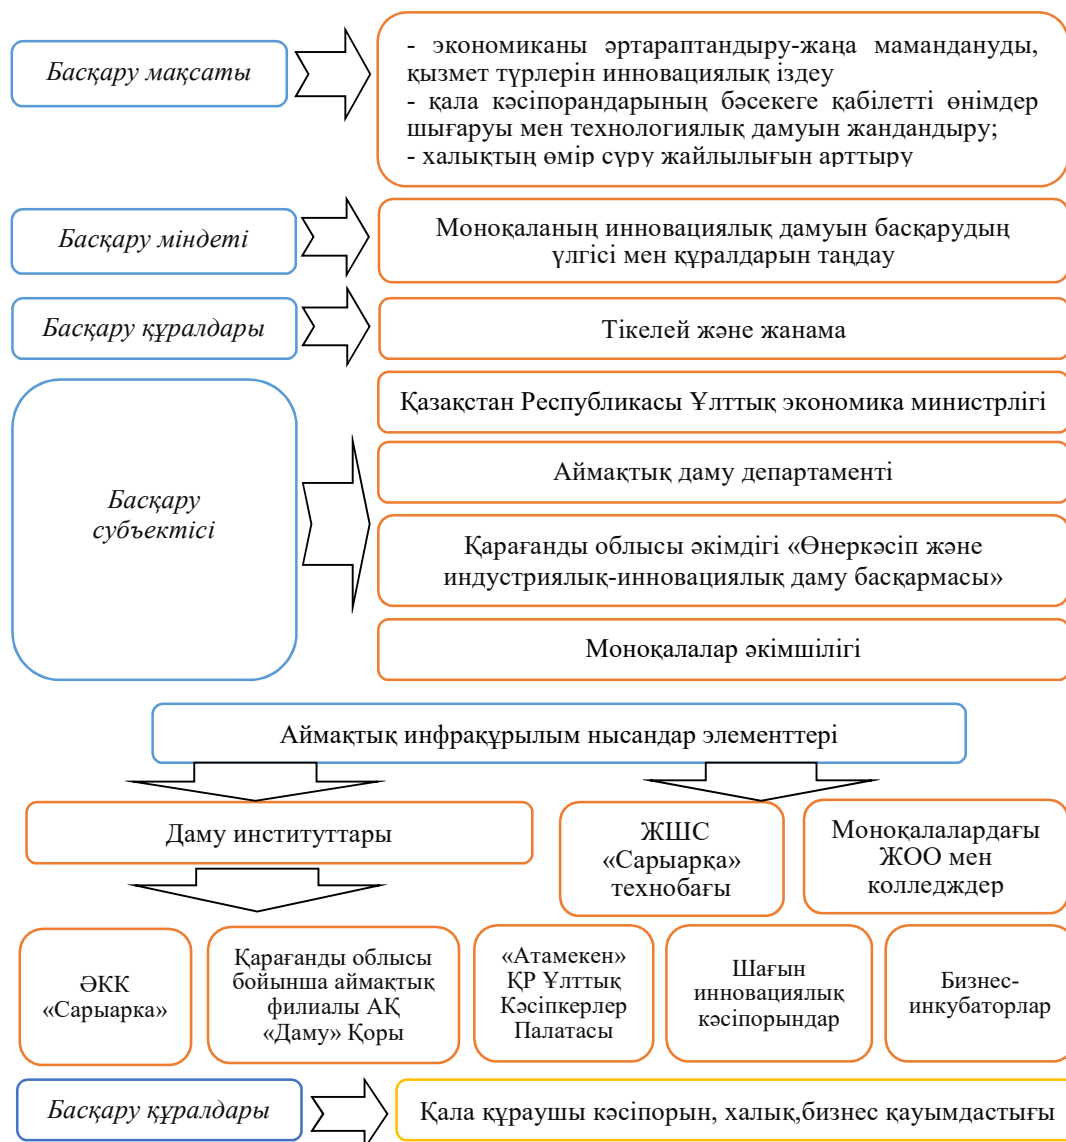 Басқару мақсаты
- экономиканы әртараптандыру-жаңа мамандануды,
қызмет түрлерін инновациялық іздеу
- қала кәсіпорандарының бәсекеге қабілетті өнімдер
шығаруы мен технологиялық дамуын жандандыру;
- халықтың өмір сүру жайлылығын арттыру
Басқару міндеті
Моноқаланың инновациялық дамуын басқарудың
үлгісі мен құралдарын таңдау
Басқару құралдары
Тікелей және жанама
Басқару
субъектісі
Қазақстан Республикасы Ұлттық экономика министрлігі
Аймақтық даму департаменті
Қарағанды облысы әкімдігі «Өнеркәсіп және
индустриялық-инновациялық даму басқармасы»
Моноқалалар әкімшілігі
Аймақтық инфрақұрылым нысандар элементтері
Даму институттары
ЖШС
«Сарыарқа»
технобағы
Моноқалалардағы
ЖОО мен
колледждер
ӘКК
«Сарыарка»
Қарағанды облысы
бойынша аймақтық
филиалы АҚ
«Даму» Қоры
«Атамекен»
ҚР Ұлттық
Кәсіпкерлер
Палатасы
Шағын
инновациялық
кәсіпорындар
Бизнес-
инкубаторлар
Басқару құралдары
Қала құраушы кәсіпорын, халық,бизнес қауымдастығы